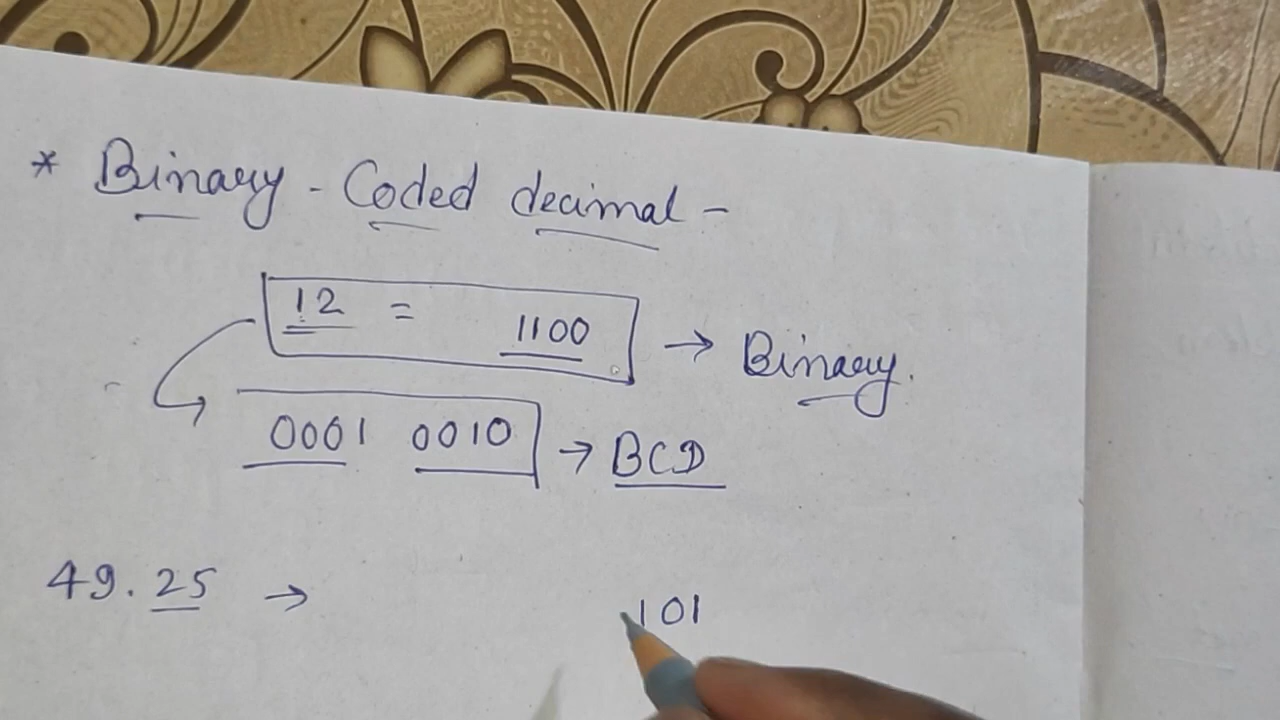 * Binary - Coded decimal -
12 = 1100 → Binary.
0001 0010 → BCD
49.25 → 101